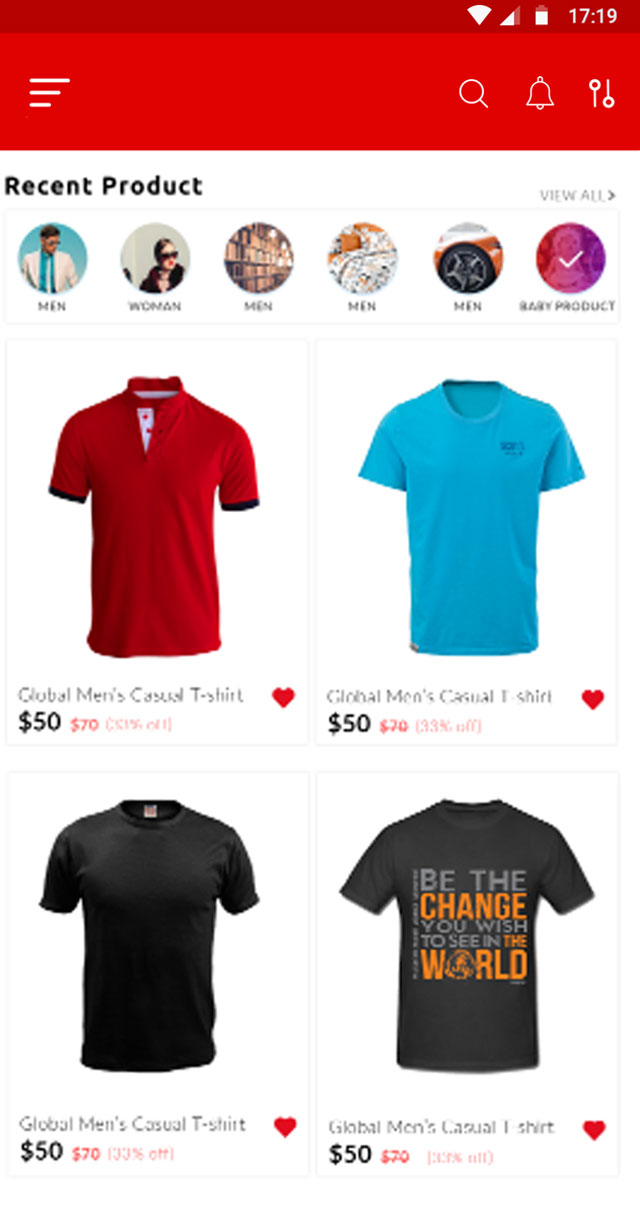 17:19
Recent Product
VIEW ALL
MEN WOMAN MEN MEN MEN BABY PRODUCT
Global Men's Casual T-shirt
$50 $70 (33% off)
Global Men's Casual T-shirt
$50 $70 (33% off)
BE THE
CHANGE
YOU WISH
TO SEE IN THE
WORLD
Global Men's Casual T-shirt
$50 $70 (33% off)
Global Men's Casual T-shirt
$50 $70 (33% off)